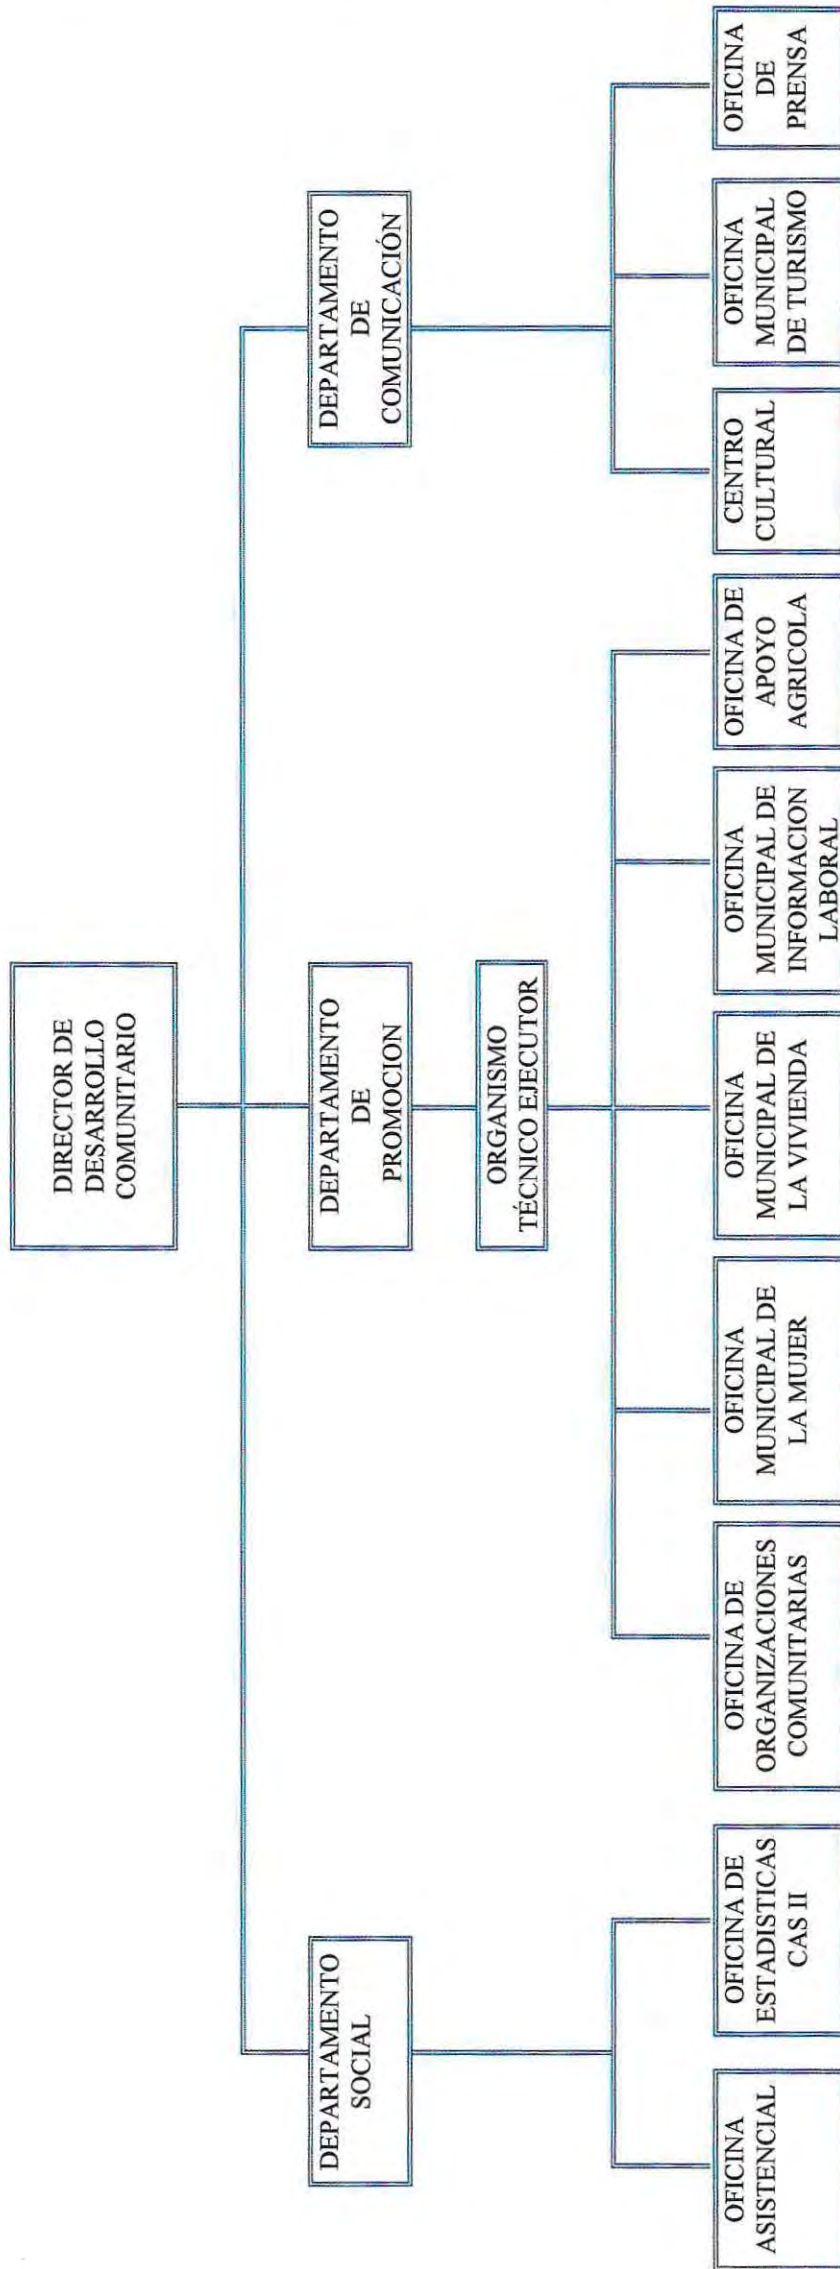 DIRECTOR DE
DESARROLLO
COMUNITARIO
DEPARTAMENTO
SOCIAL
DEPARTAMENTO
DE
PROMOCION
DEPARTAMENTO
DE
COMUNICACIÓN
ORGANISMO
TÉCNICO EJECUTOR
OFICINA
ASISTENCIAL
OFICINA DE
ESTADISTICAS
CAS II
OFICINA DE
ORGANIZACIONES
COMUNITARIAS
OFICINA
MUNICIPAL DE
LA MUJER
OFICINA
MUNICIPAL DE
LA VIVIENDA
OFICINA
MUNICIPAL DE
INFORMACION
LABORAL
OFICINA DE
APOYO
AGRICOLA
CENTRO
CULTURAL
OFICINA
MUNICIPAL
DE TURISMO
OFICINA
DE
PRENSA